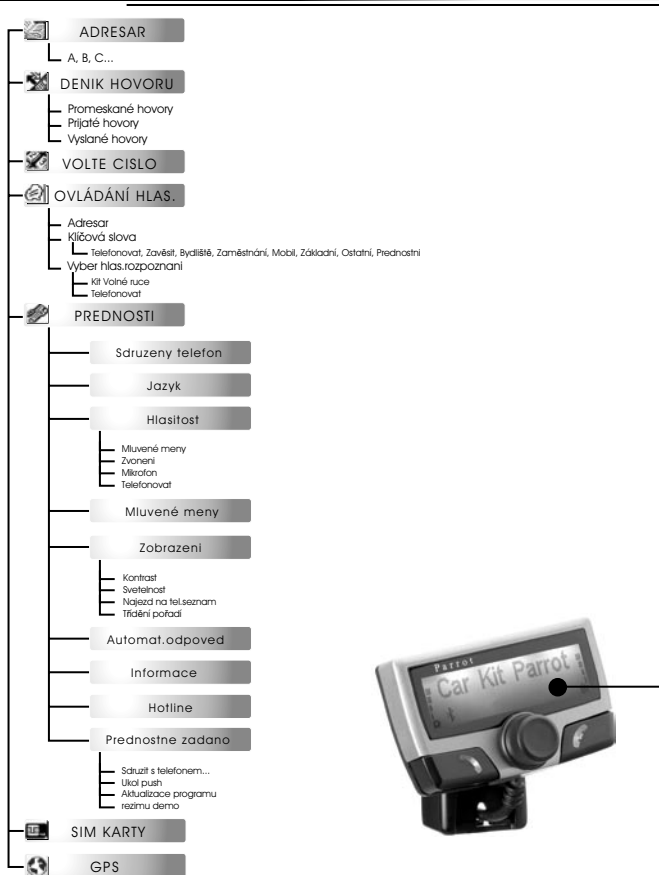 ADRESAR
A, B, C...
DENIK HOVORU
Promeskané hovory
Prijaté hovory
Vyslané hovory
VOLTE CISLO
OVLÁDÁNÍ HLAS.
Adresar
Klíčová slova
Telefonovat, Zavěsit, Bydliště, Zaměstnání, Mobil, Základní, Ostatní, Prednostni
Vyber hlas.rozpoznani
Kit Volné ruce
Telefonovat
PREDNOSTI
Sdruzeny telefon
Jazyk
Hlasitost
Mluvené meny
Zvoneni
Mikrofon
Telefonovat
Mluvené meny
Zobrazeni
Kontrast
Svetelnost
Najezd na tel.seznam
Třídění pořadí
Automat.odpoved
Informace
Hotline
Prednostne zadano
Sdruzit s telefonem...
Ukol push
Aktualizace programu
rezimu demo
SIM KARTY
GPS
Parrot
Car Kit Parrot